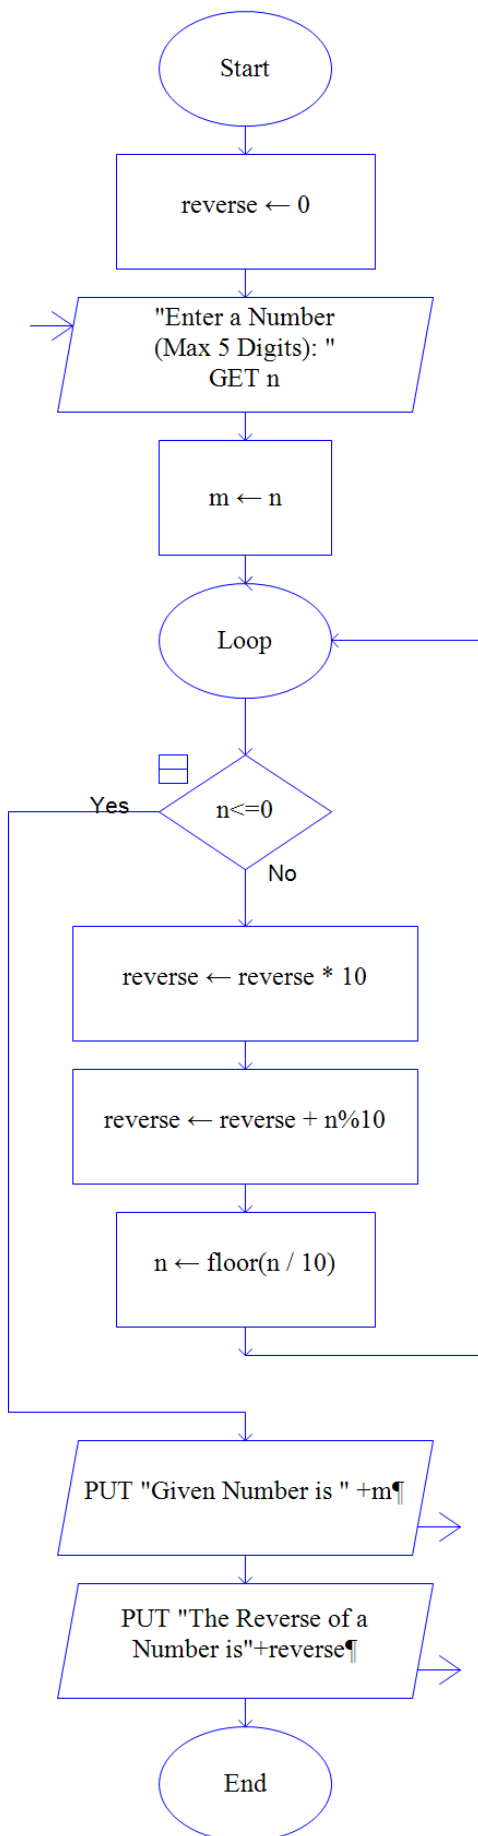 Start
reverse ← 0
"Enter a Number
(Max 5 Digits): "
GET n
m ← n
Loop
n<=0
Yes
No
reverse ← reverse * 10
reverse ← reverse + n%10
n ← floor(n / 10)
PUT "Given Number is " +m¶
PUT "The Reverse of a
Number is"+reverse¶
End